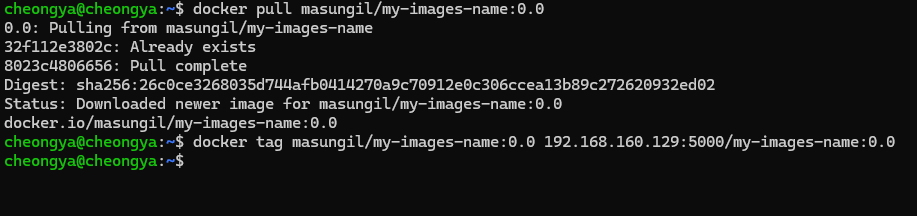 cheongya@cheongya:~$ docker pull masungil/my-images-name:0.0
0.0: Pulling from masungil/my-images-name
32f112e3802c: Already exists
8023c4806656: Pull complete
Digest: sha256:26c0ce3268035d744afb0414270a9c70912e0c306ccea13b89c272620932ed02
Status: Downloaded newer image for masungil/my-images-name:0.0
docker.io/masungil/my-images-name:0.0
cheongya@cheongya:~$ docker tag masungil/my-images-name:0.0 192.168.160.129:5000/my-images-name:0.0
cheongya@cheongya:~$